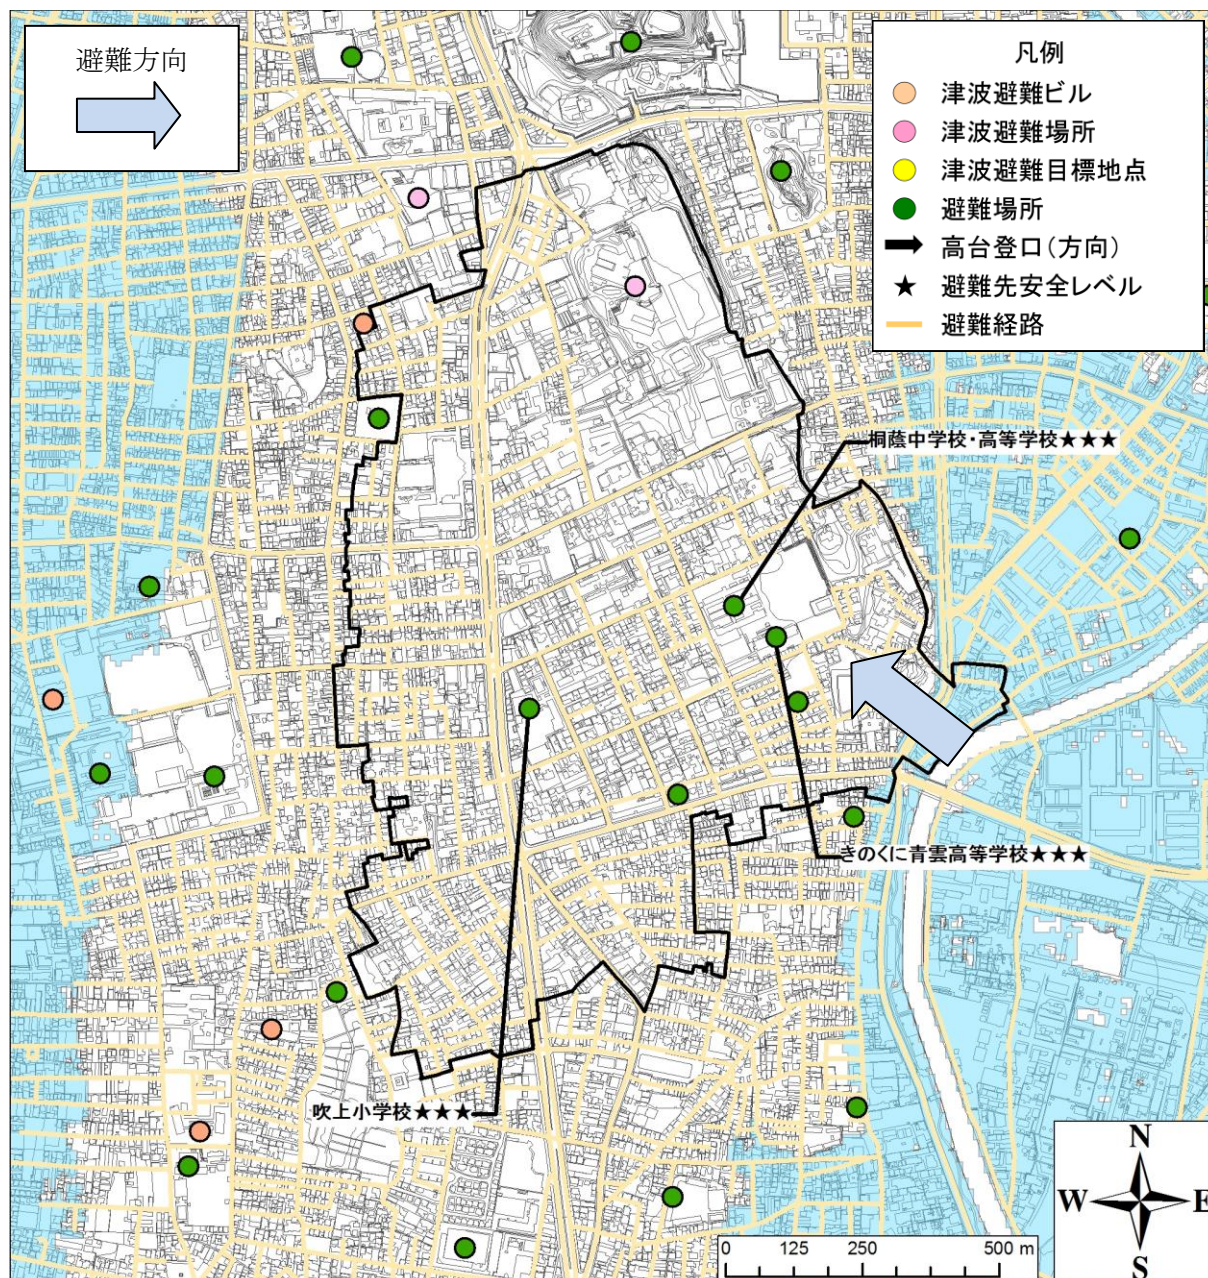 避難方向
凡例
津波避難ビル
津波避難場所
津波避難目標地点
避難場所
高台登口(方向)
★ 避難先安全レベル
避難経路
桐蔭中学校・高等学校★★★
きのくに青雲高等学校★★★
吹上小学校★★★
N
W E
S
0 125 250 500 m